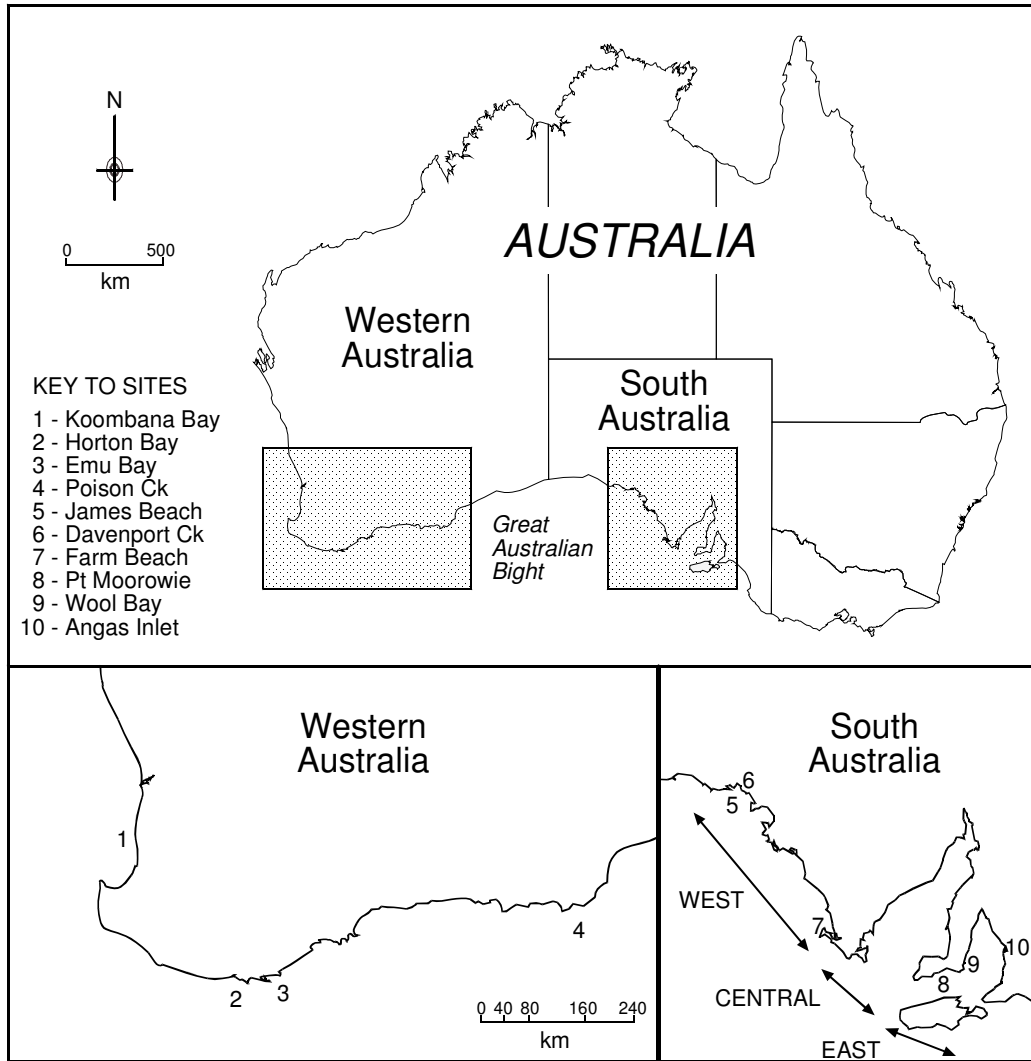 N
0 500
km
AUSTRALIA
Western
Australia
South
Australia
Great
Australian
Bight
KEY TO SITES
1 - Koombana Bay
2 - Horton Bay
3 - Emu Bay
4 - Poison Ck
5 - James Beach
6 - Davenport Ck
7 - Farm Beach
8 - Pt Moorowie
9 - Wool Bay
10 - Angas Inlet
Western
Australia
1
2
3
4
0 40 80 160 240
km
South
Australia
6
5
WEST
7
10
9
8
CENTRAL
EAST